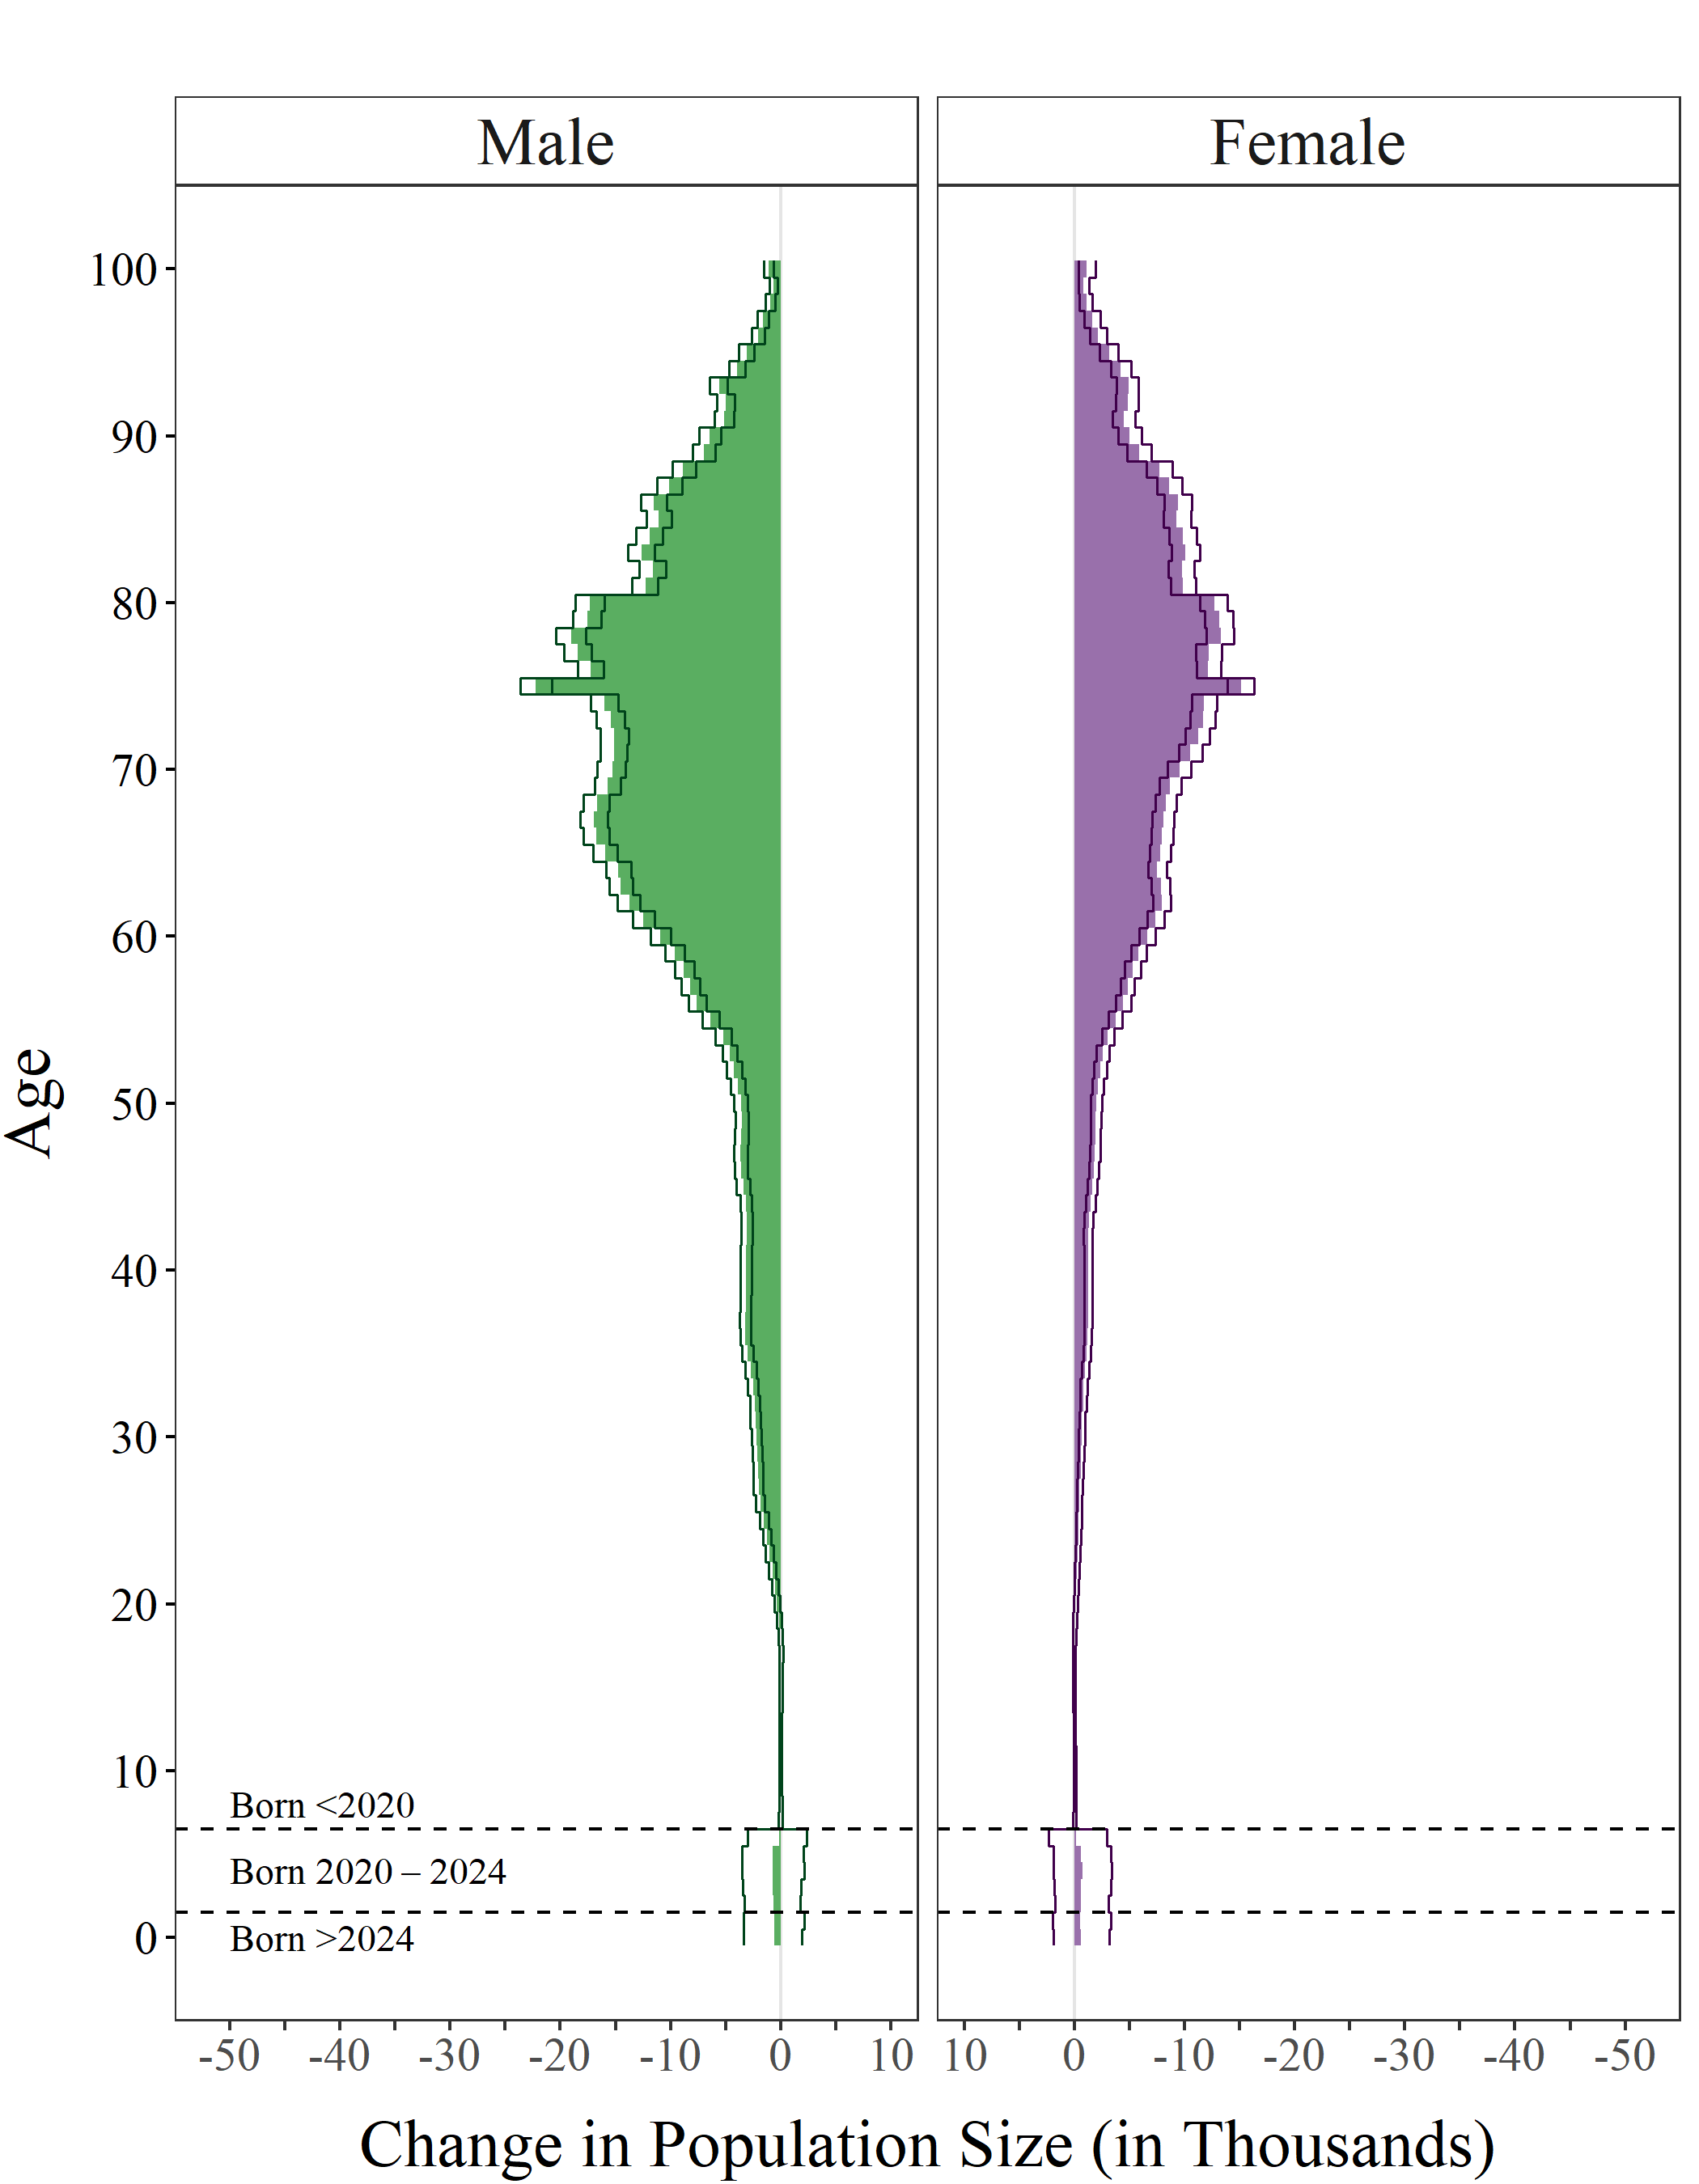 Male Female
100
90
80
70
60
50
40
30
20
10
0
Age
Born <2020
Born 2020 – 2024
Born >2024
-50 -40 -30 -20 -10 0 10 10 0 -10 -20 -30 -40 -50
Change in Population Size (in Thousands)